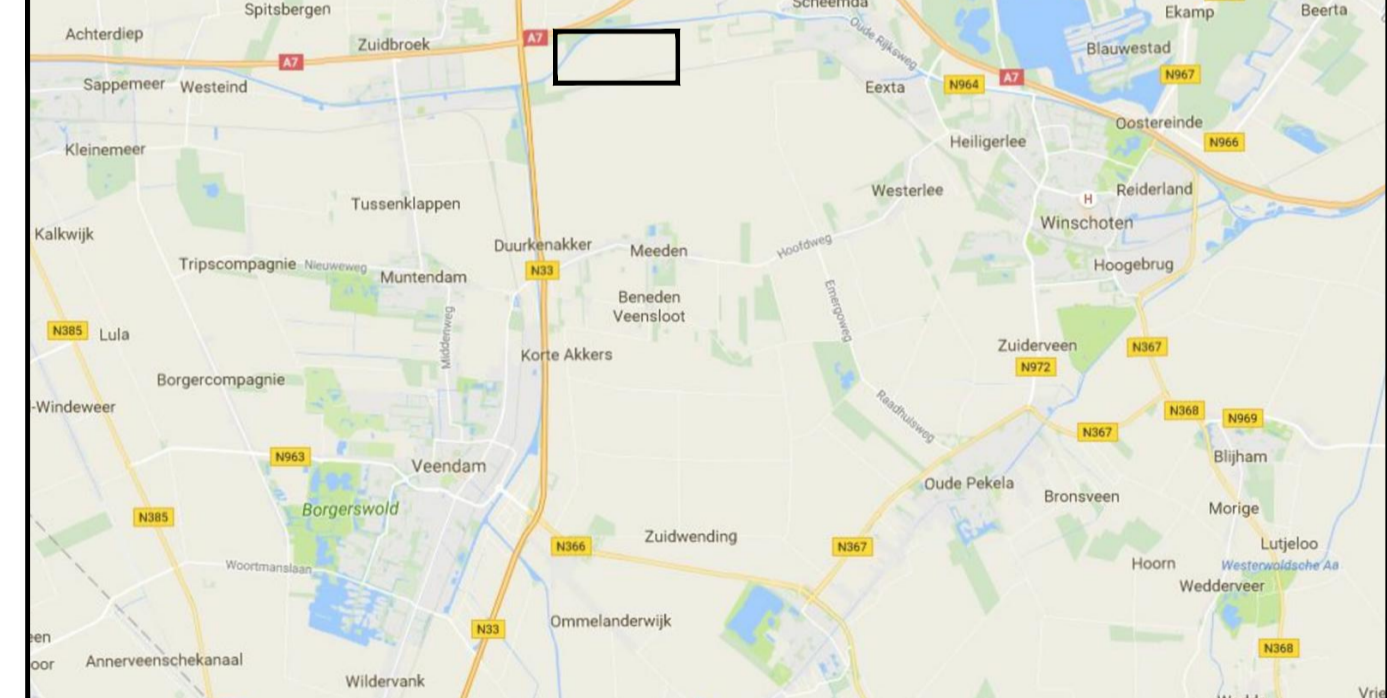 Spitsbergen
Scheemda
Ekamp
Beerta
Achterdiep
Zuidbroek
A7
Oude Rijksweg
Blauwestad
A7
Sappemeer
Westeind
Eexta
N964
A7
N967
Oostereinde
Kleinemeer
Heiligerlee
N966
Tussenklappen
Westerlee
Reiderland
H
Winschoten
Kalkwijk
Duurkenakker
Meeden
Hoofdweg
Tripscompagnie
Nieuweweg
Muntendam
N33
Hoogebrug
Beneden
Veensloot
Emergoweg
N385
Lula
Middenweg
Korte Akkers
Zuiderveen
N367
N972
Borgercompagnie
-Windeweer
Raadhuisweg
N368
N969
N367
N963
Veendam
Blijham
Oude Pekela
Bronsveen
Borgerswold
Morige
N385
Zuidwending
N366
N367
Lutjeloo
Woortmanslaan
Hoorn
Westerwoldsche Aa
Wedderveer
Ommelanderwijk
N33
een
oor
Annerveenschekanaal
N368
Wildervank
Vrie